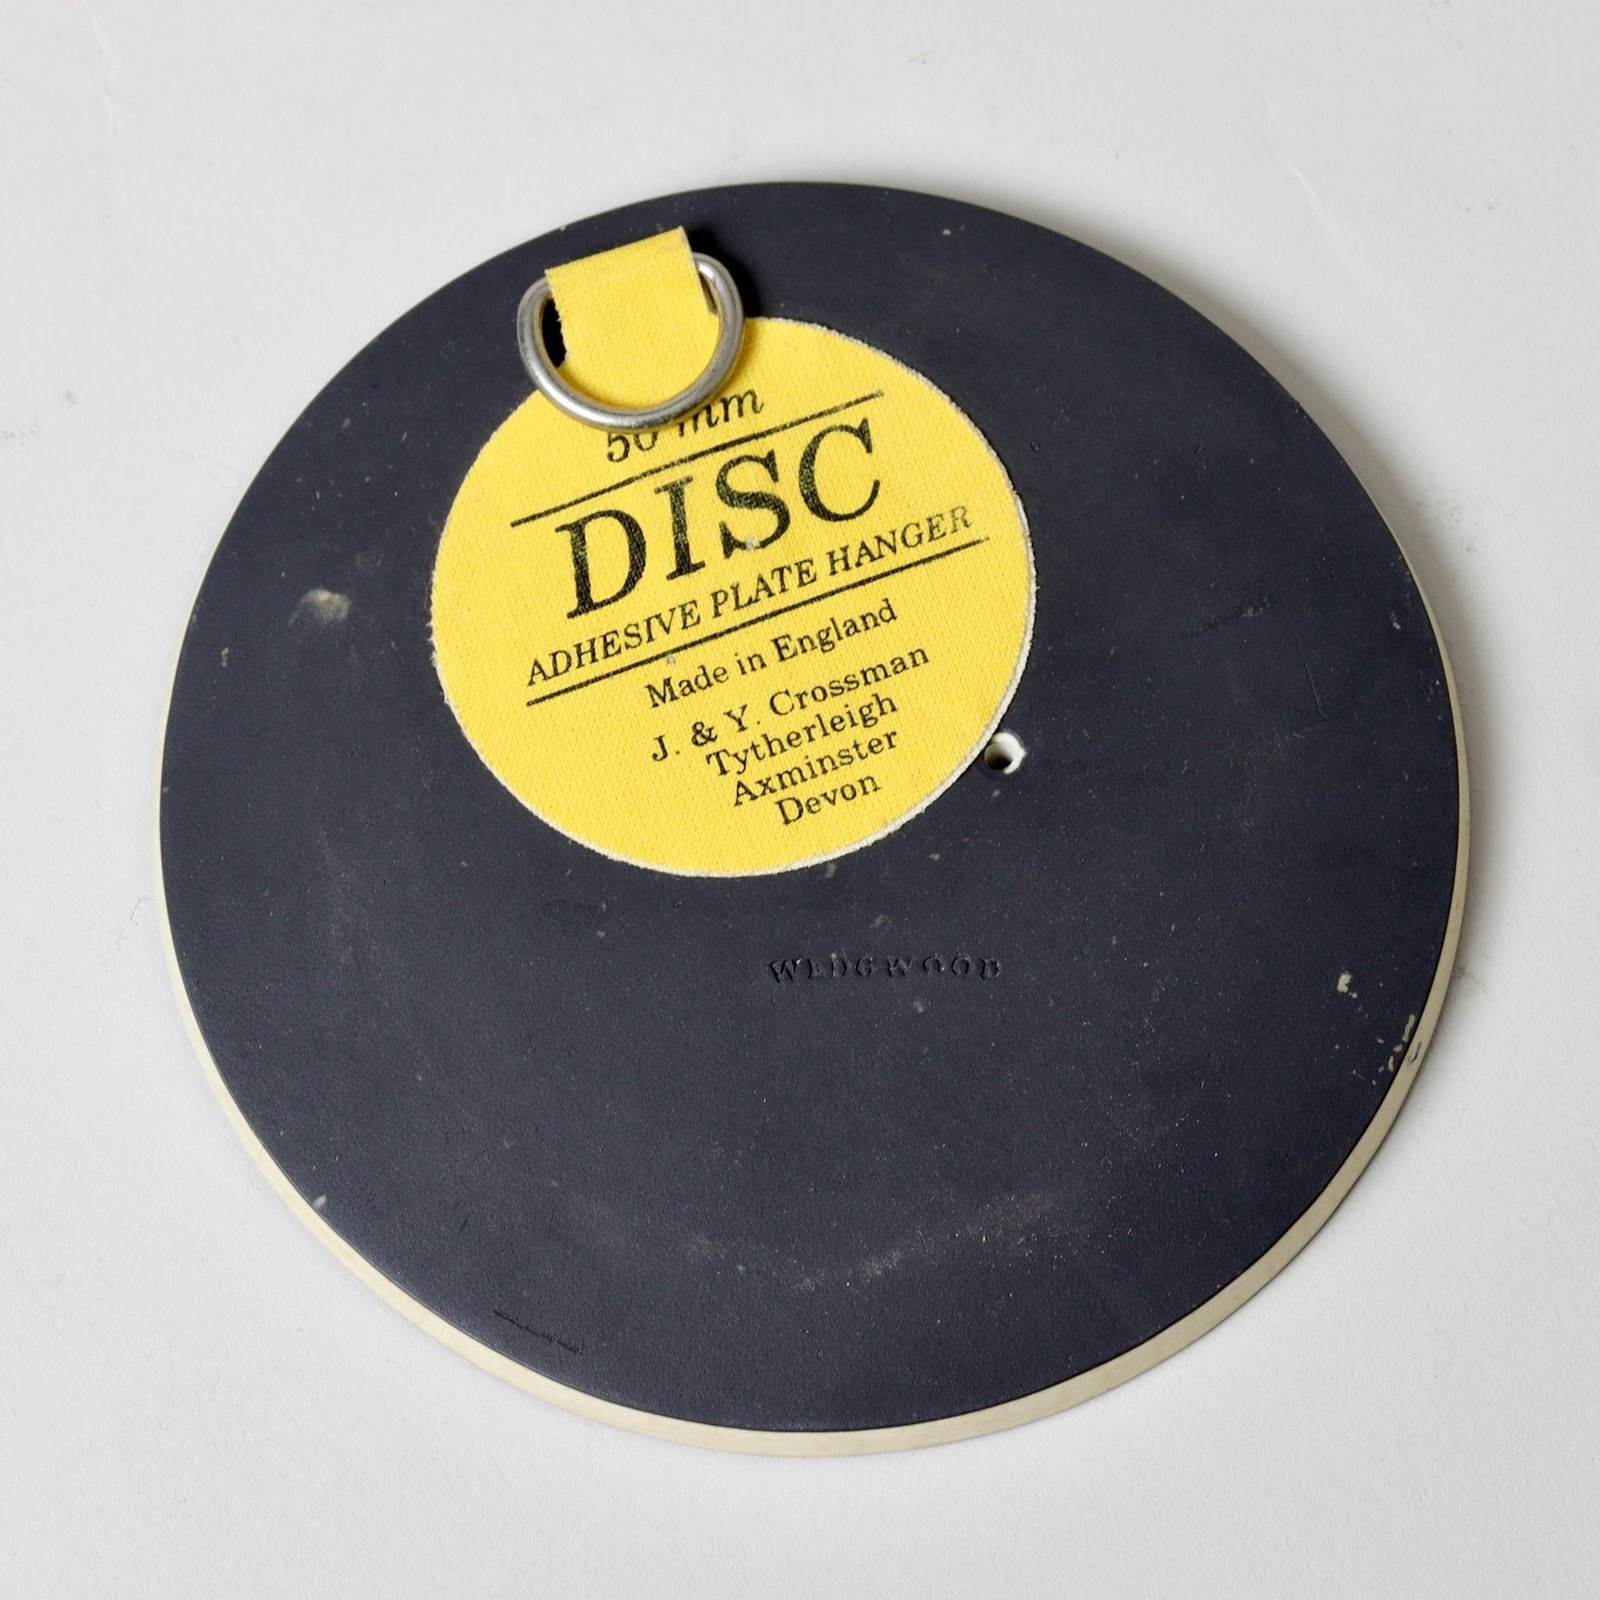 50 mm
DISC
ADHESIVE PLATE HANGER
Made in England
J. & Y. Crossman
Tytherleigh
Axminster
Devon
WEDGWOOD